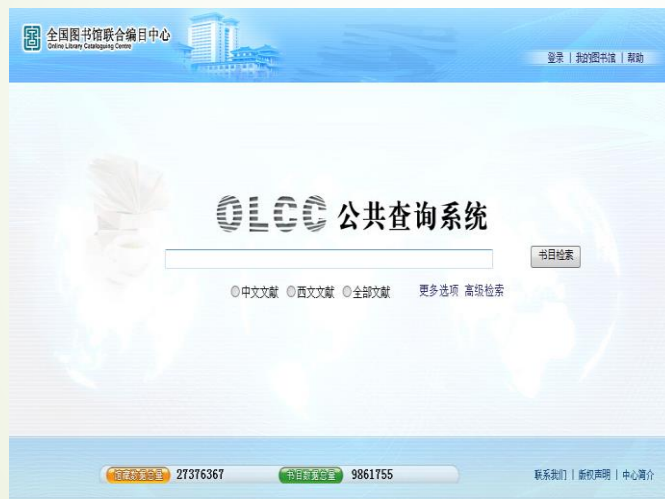 全国图书馆联合编目中心
Online Library Cataloguing Centre
登录 | 我的图书馆 | 帮助
OLCC 公共查询系统
书目检索
中文文献 西文文献 全部文献 更多选项 高级检索
馆藏数据总量 27376367 书目数据总量 9861755 联系我们 | 版权声明 | 中心简介